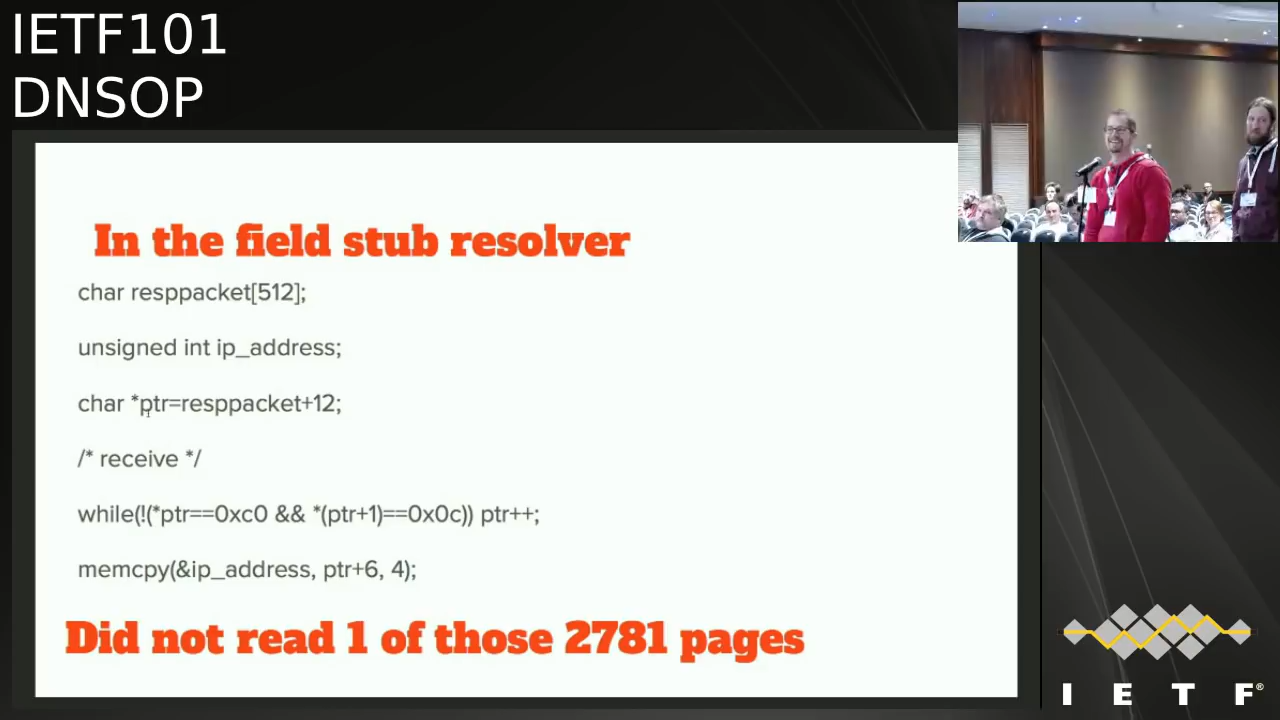 IETF101
DNSOP
In the field stub resolver
char resppacket[512];
unsigned int ip_address;
char *ptr=resppacket+12;
/* receive */
while(!(*ptr==0xc0 && *(ptr+1)==0x0c)) ptr++;
memcpy(&ip_address, ptr+6, 4);
Did not read 1 of those 2781 pages
I E T F®